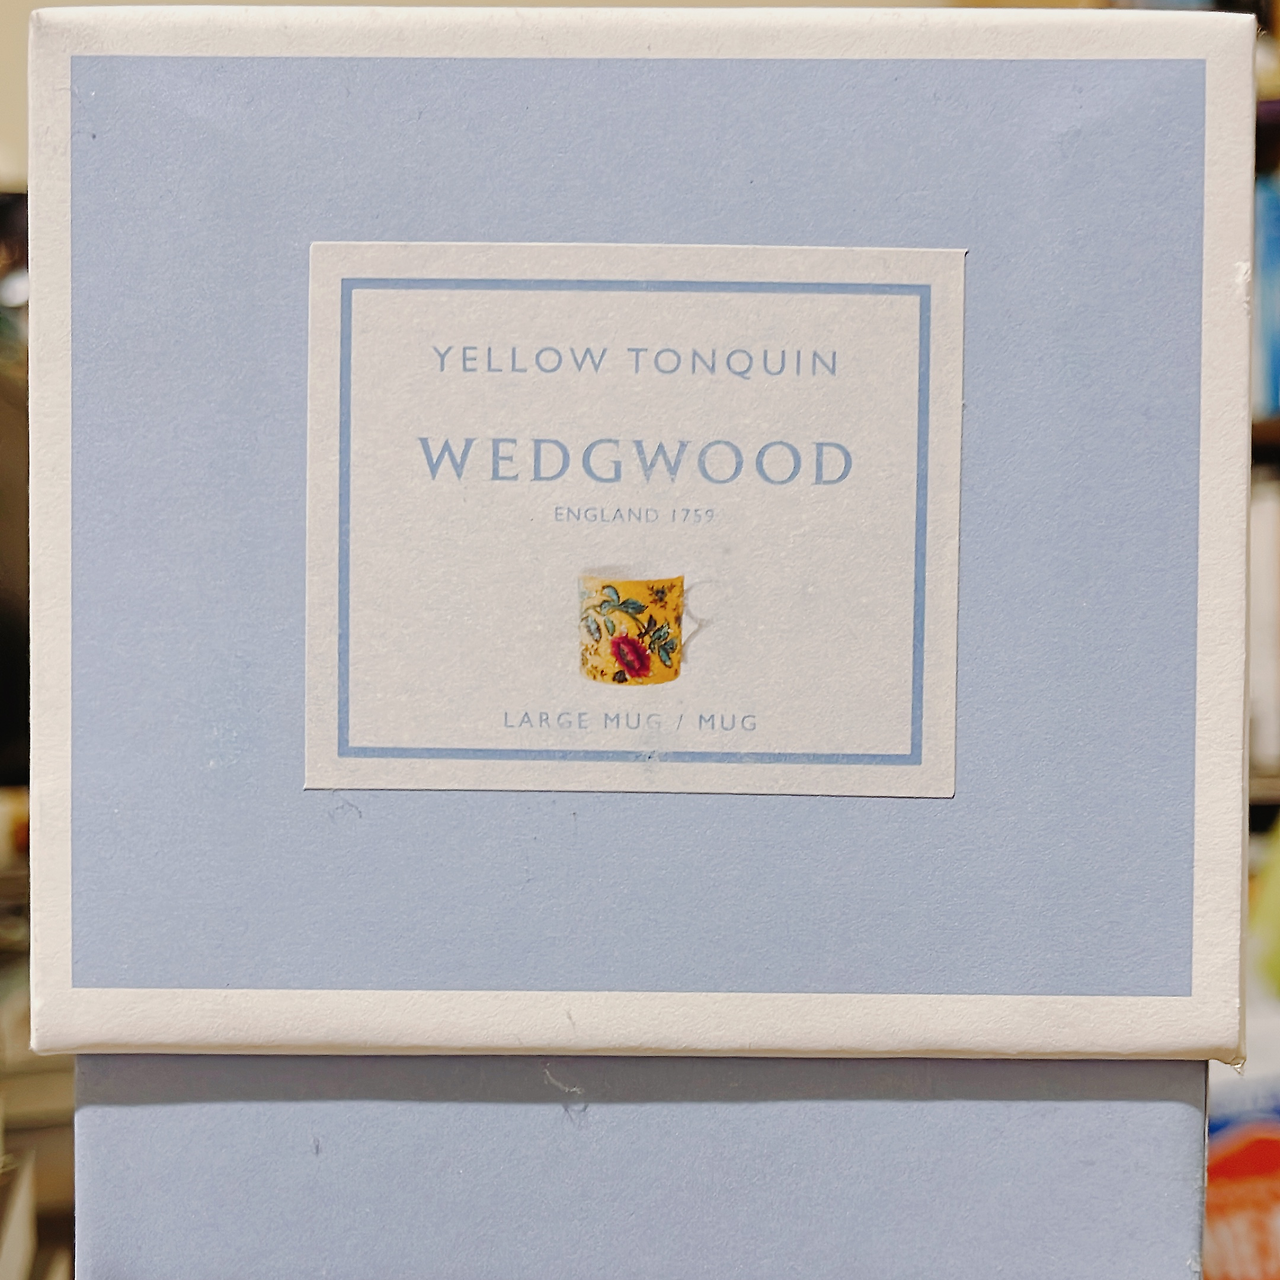 YELLOW TONQUIN
WEDGWOOD
ENGLAND 1759
LARGE MUG / MUG